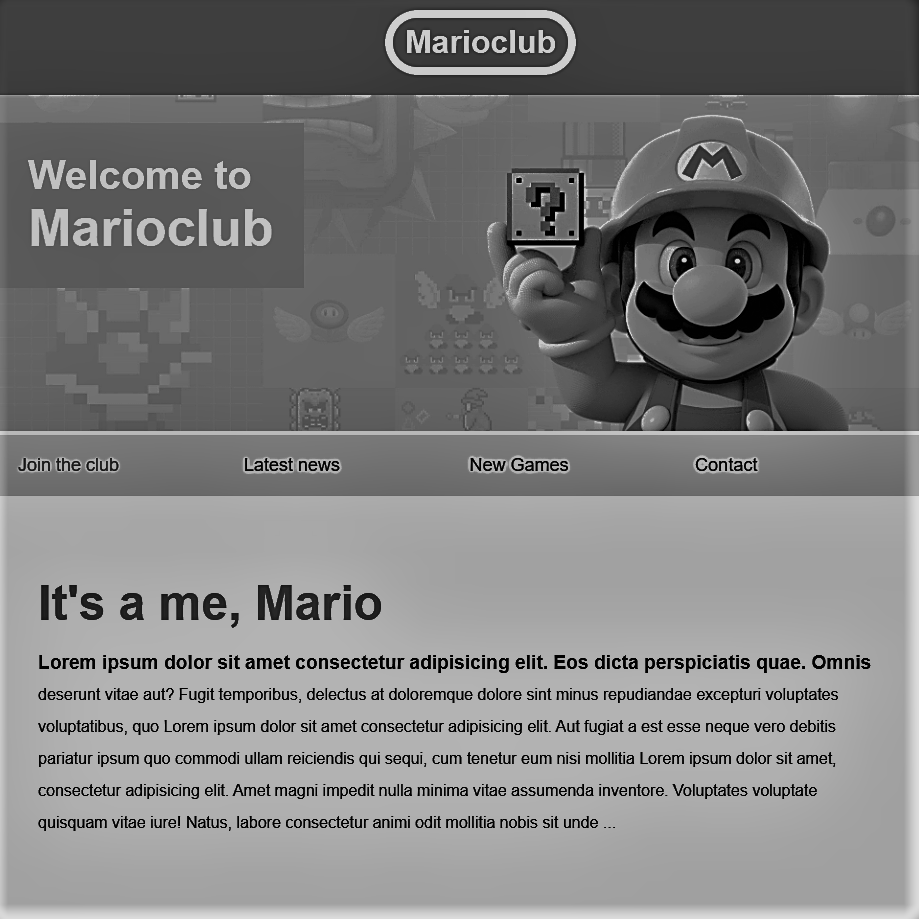 Marioclub
Welcome to
Marioclub
M
?
Join the club
Latest news
New Games
Contact
It's a me, Mario
Lorem ipsum dolor sit amet consectetur adipisicing elit. Eos dicta perspiciatis quae. Omnis
deserunt vitae aut? Fugit temporibus, delectus at doloremque dolore sint minus repudiandae excepturi voluptates
voluptatibus, quo Lorem ipsum dolor sit amet consectetur adipisicing elit. Aut fugiat a est esse neque vero debitis
pariatur ipsum quo commodi ullam reiciendis qui sequi, cum tenetur eum nisi mollitia Lorem ipsum dolor sit amet,
consectetur adipisicing elit. Amet magni impedit nulla minima vitae assumenda inventore. Voluptates voluptate
quisquam vitae iure! Natus, labore consectetur animi odit mollitia nobis sit unde ...